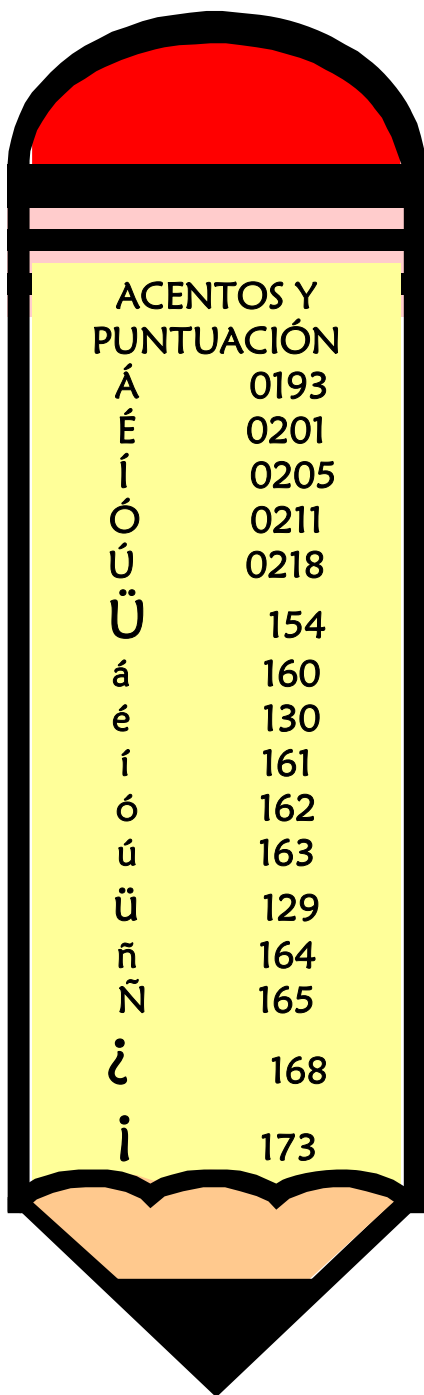 ACENTOS Y
PUNTUACIÓN
Á 0193
É 0201
Í 0205
Ó 0211
Ú 0218
Ü 154
á 160
é 130
í 161
ó 162
ú 163
ü 129
ñ 164
Ñ 165
¿ 168
¡ 173